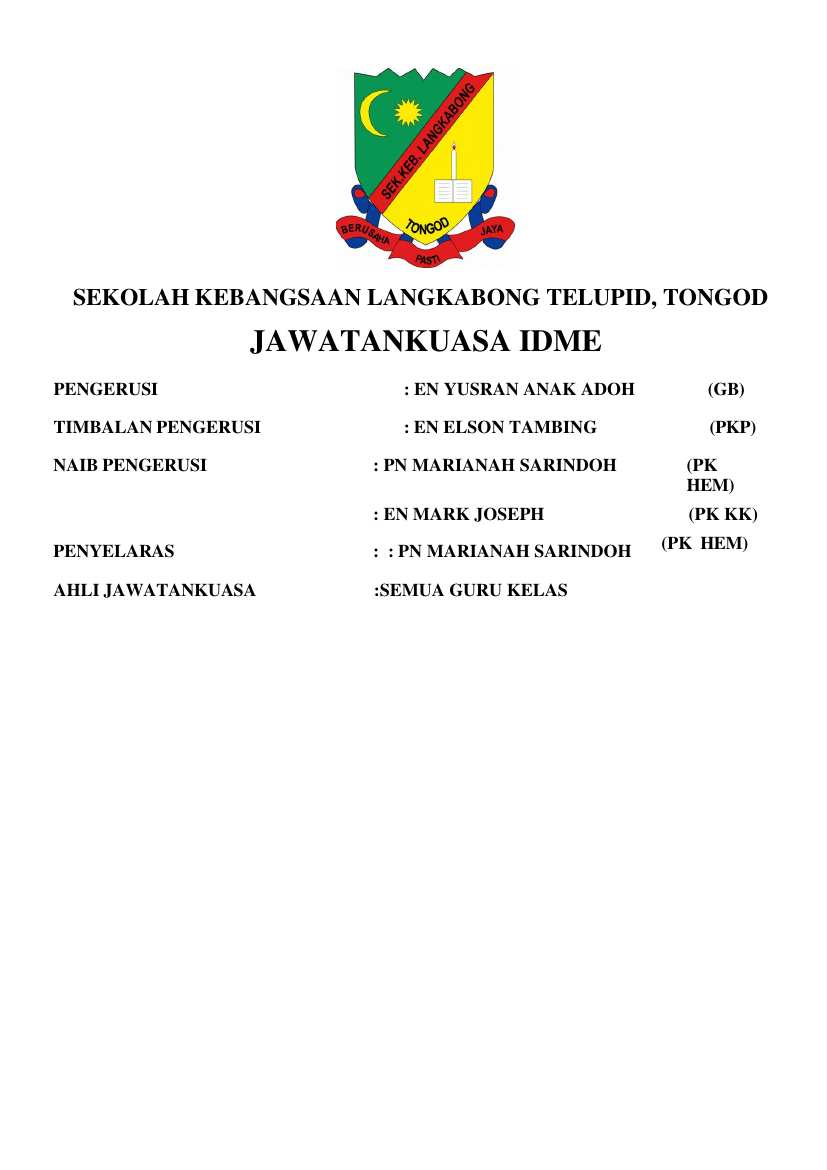 SEK.KEB. LANGKABONG
TONGOD
BERUSAHA PASTI JAYA
SEKOLAH KEBANGSAAN LANGKABONG TELUPID, TONGOD
JAWATANKUASA IDME
PENGERUSI : EN YUSRAN ANAK ADOH (GB)
TIMBALAN PENGERUSI : EN ELSON TAMBING (PKP)
NAIB PENGERUSI : PN MARIANAH SARINDOH (PK
HEM)
: EN MARK JOSEPH (PK KK)
PENYELARAS : : PN MARIANAH SARINDOH (PK HEM)
AHLI JAWATANKUASA :SEMUA GURU KELAS